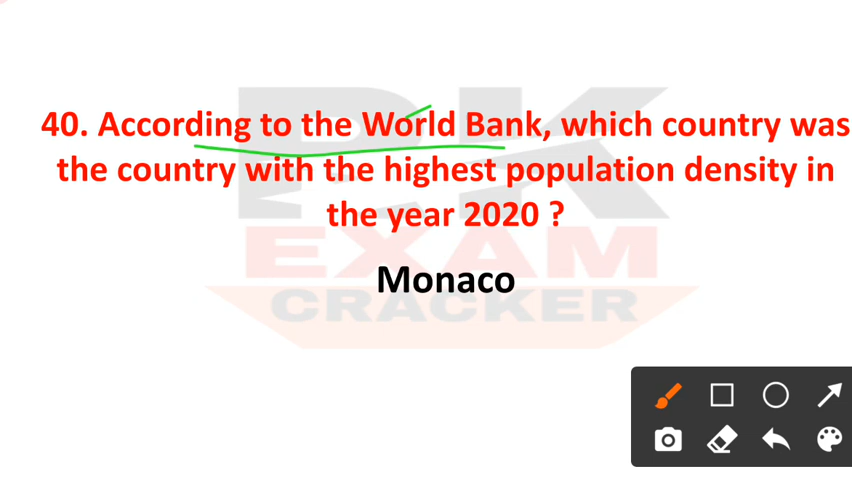 40. According to the World Bank, which country was
the country with the highest population density in
the year 2020 ?
Monaco
PK
EXAM
CRACKER